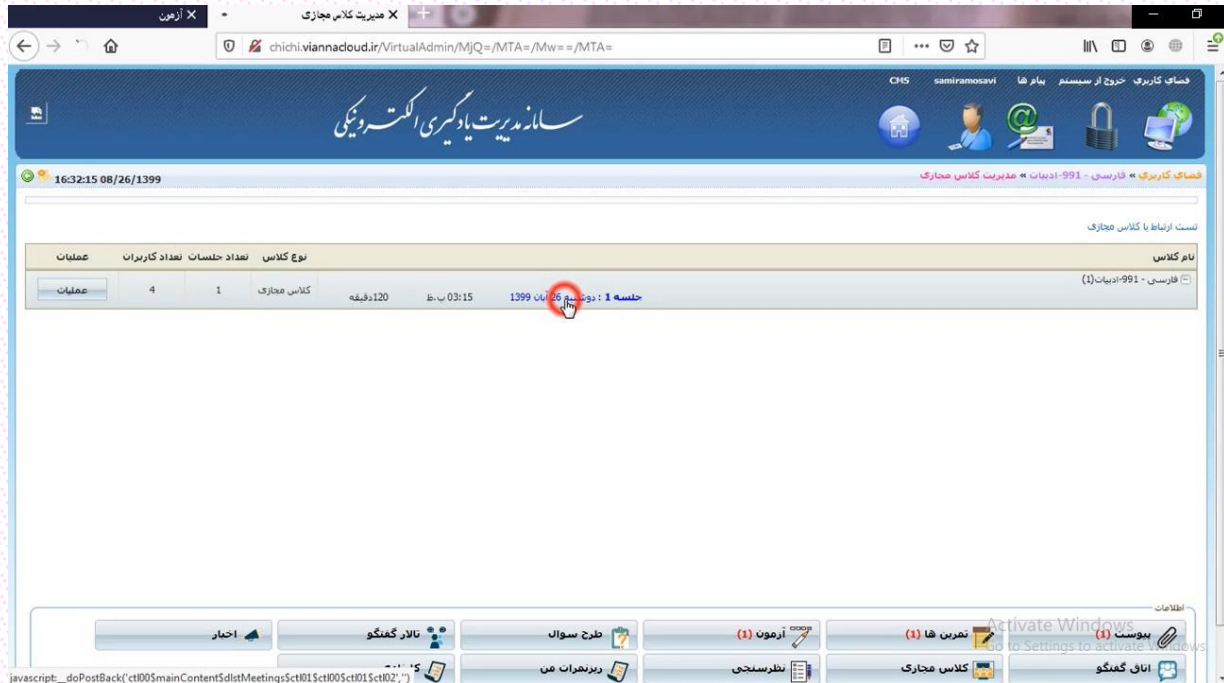 آزمون
مدیریت کلاس مجازی
chichi.viannacloud.ir/VirtualAdmin/MjQ=/MTA=/Mw==/MTA=
فضای کاربری خروج از سیستم پیام ها samiramosavi CMS
سامانه مدیریت یادگیری الکترونیکی
فضای کاربری » فارسی - 991-ادبیات » مدیریت کلاس مجازی
16:32:15 08/26/1399
تست ارتباط با کلاس مجازی
نام کلاس نوع کلاس تعداد جلسات تعداد کاربران عملیات
فارسی - 991-ادبیات(1)
جلسه 1 : دوشنبه 26 آبان 1399 03:15 ب.ظ 120دقیقه کلاس مجازی 1 4 عملیات
اطلاعات
پیوست (1) تمرین ها (1) آزمون (1) طرح سوال تالار گفتگو اخبار
اتاق گفتگو کلاس مجازی نظرسنجی ریزنمرات من
Activate Windows
Go to Settings to activate Windows.
javascript:__doPostBack('ctl00$mainContent$dlstMeetings$ctl01$ctl00$ctl01$ctl02','')